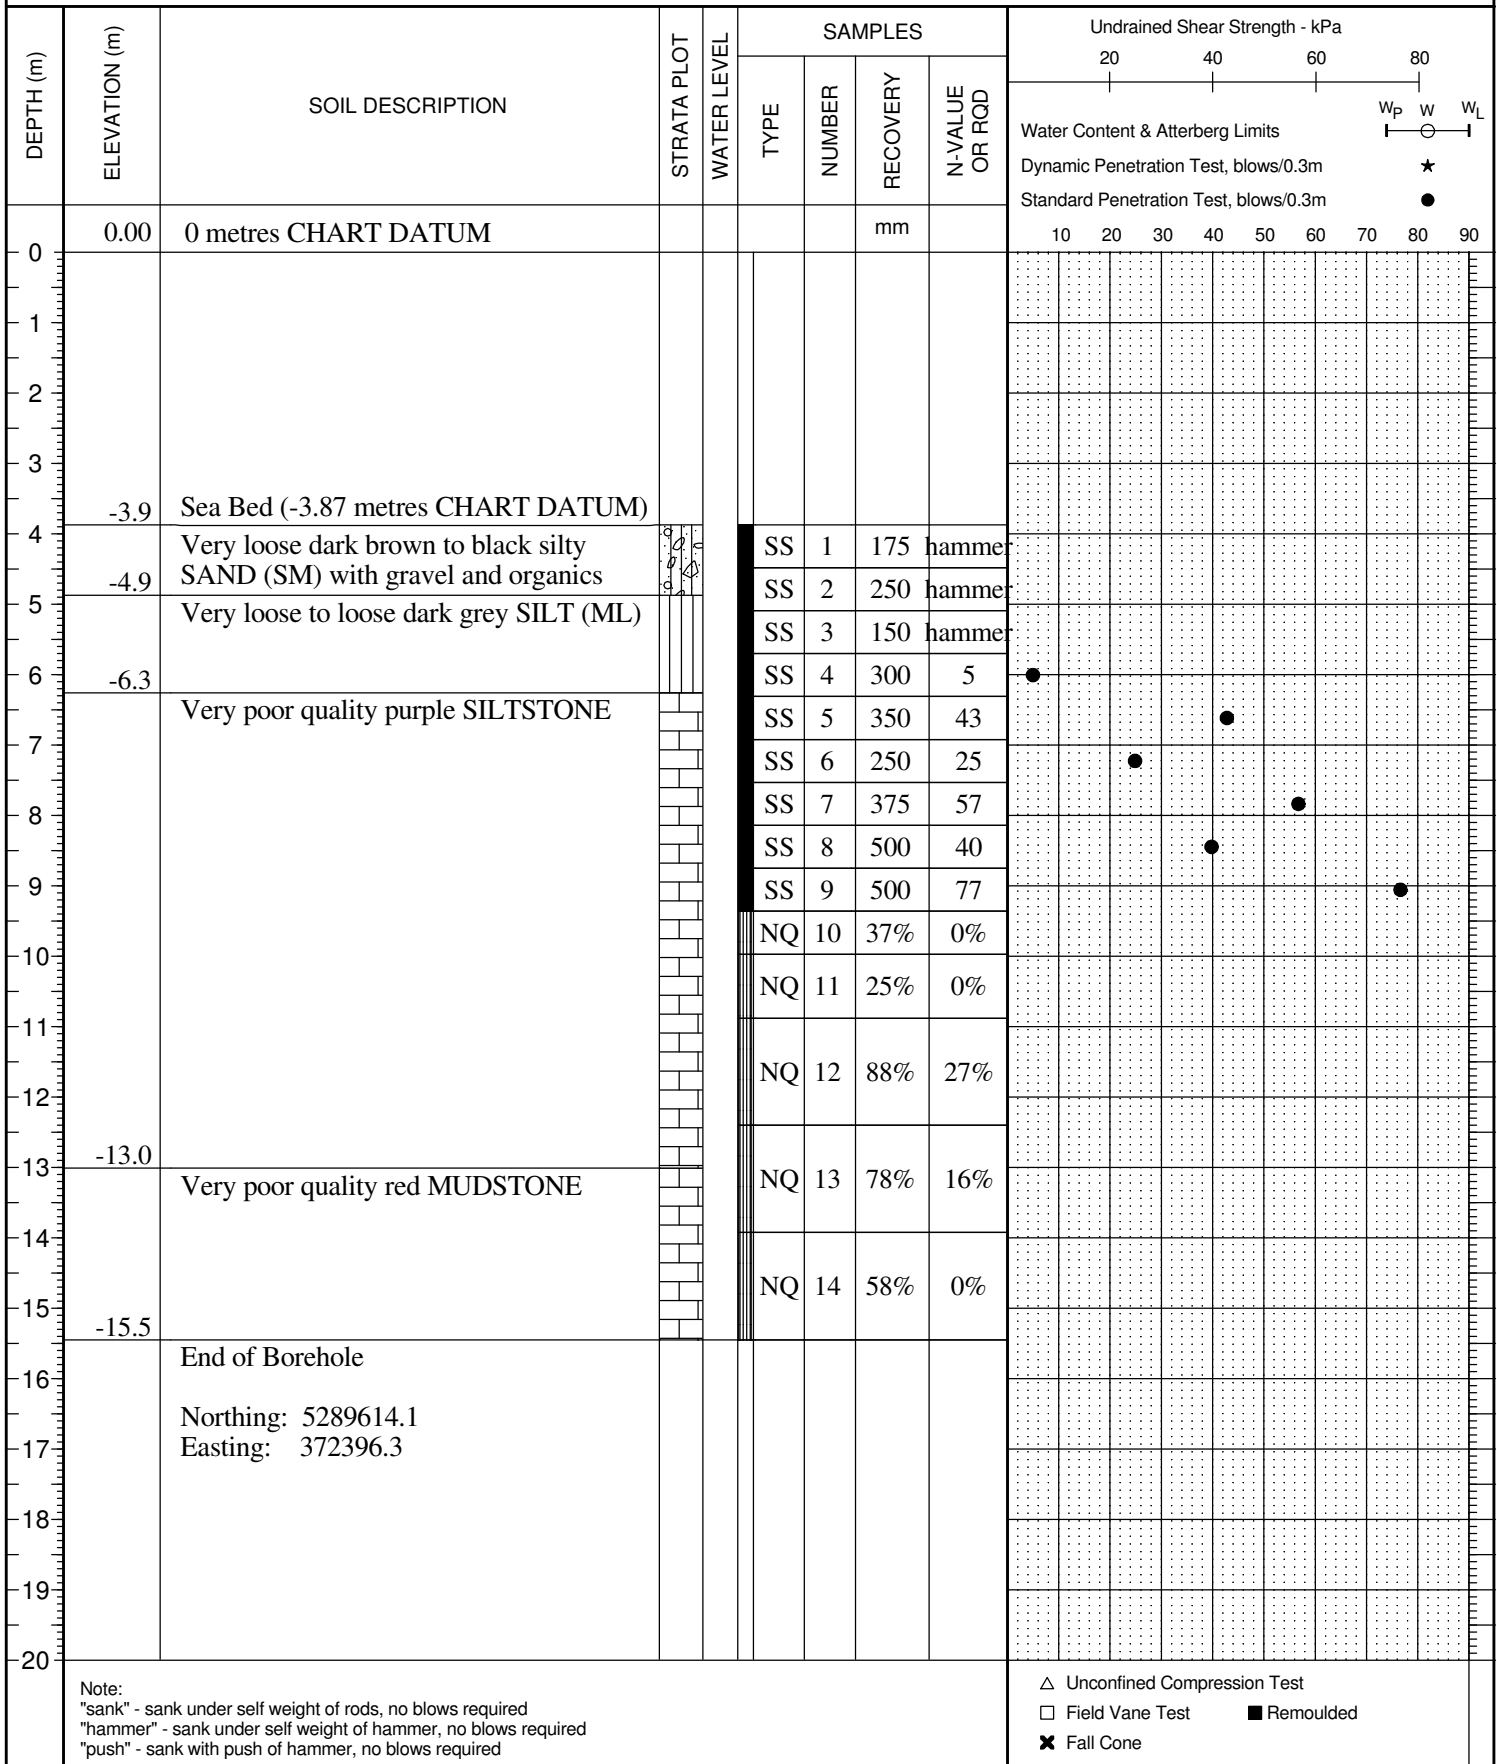 DEPTH (m)
ELEVATION (m)
SOIL DESCRIPTION
STRATA PLOT
WATER LEVEL
SAMPLES
TYPE
NUMBER
RECOVERY
N-VALUE
OR RQD
Undrained Shear Strength - kPa
20 40 60 80
WP W WL
Water Content & Atterberg Limits
Dynamic Penetration Test, blows/0.3m ★
Standard Penetration Test, blows/0.3m ●
0.00 0 metres CHART DATUM mm
10 20 30 40 50 60 70 80 90
0
1
2
3
-3.9 Sea Bed (-3.87 metres CHART DATUM)
4
Very loose dark brown to black silty
SS 1 175 hammer
-4.9 SAND (SM) with gravel and organics
SS 2 250 hammer
5
Very loose to loose dark grey SILT (ML)
SS 3 150 hammer
6
-6.3
SS 4 300 5
Very poor quality purple SILTSTONE
SS 5 350 43
7
SS 6 250 25
SS 7 375 57
8
SS 8 500 40
9
SS 9 500 77
NQ 10 37% 0%
10
NQ 11 25% 0%
11
NQ 12 88% 27%
12
-13.0
13
Very poor quality red MUDSTONE
NQ 13 78% 16%
14
NQ 14 58% 0%
15
-15.5
End of Borehole
16
Northing: 5289614.1
Easting: 372396.3
17
18
19
20
Note:
"sank" - sank under self weight of rods, no blows required
"hammer" - sank under self weight of hammer, no blows required
"push" - sank with push of hammer, no blows required
△ Unconfined Compression Test
□ Field Vane Test ■ Remoulded
✖ Fall Cone